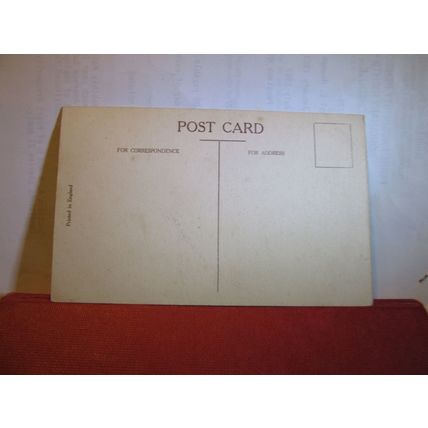 POST CARD
FOR CORRESPONDENCE
FOR ADDRESS
Printed in England